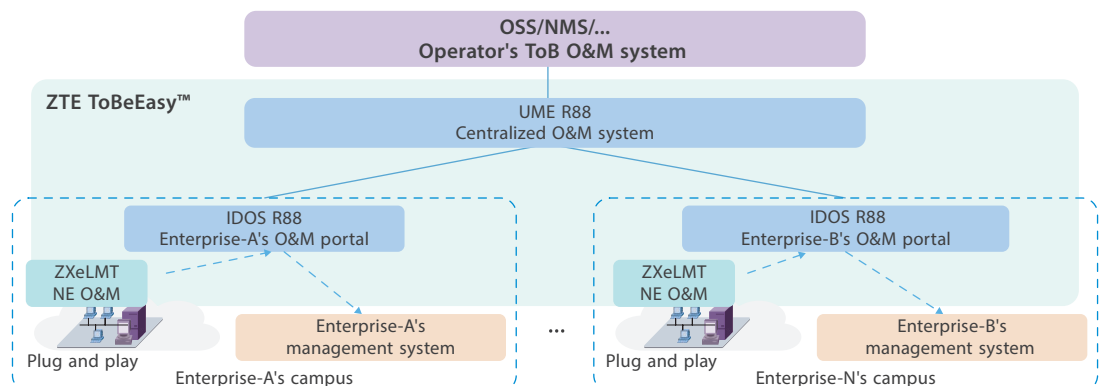 OSS/NMS/...
Operator's ToB O&M system
ZTE ToBeEasy™
UME R88
Centralized O&M system
IDOS R88
Enterprise-A's O&M portal
ZXeLMT
NE O&M
Enterprise-A's
management system
Plug and play
Enterprise-A's campus
...
IDOS R88
Enterprise-B's O&M portal
ZXeLMT
NE O&M
Enterprise-B's
management system
Plug and play
Enterprise-N's campus